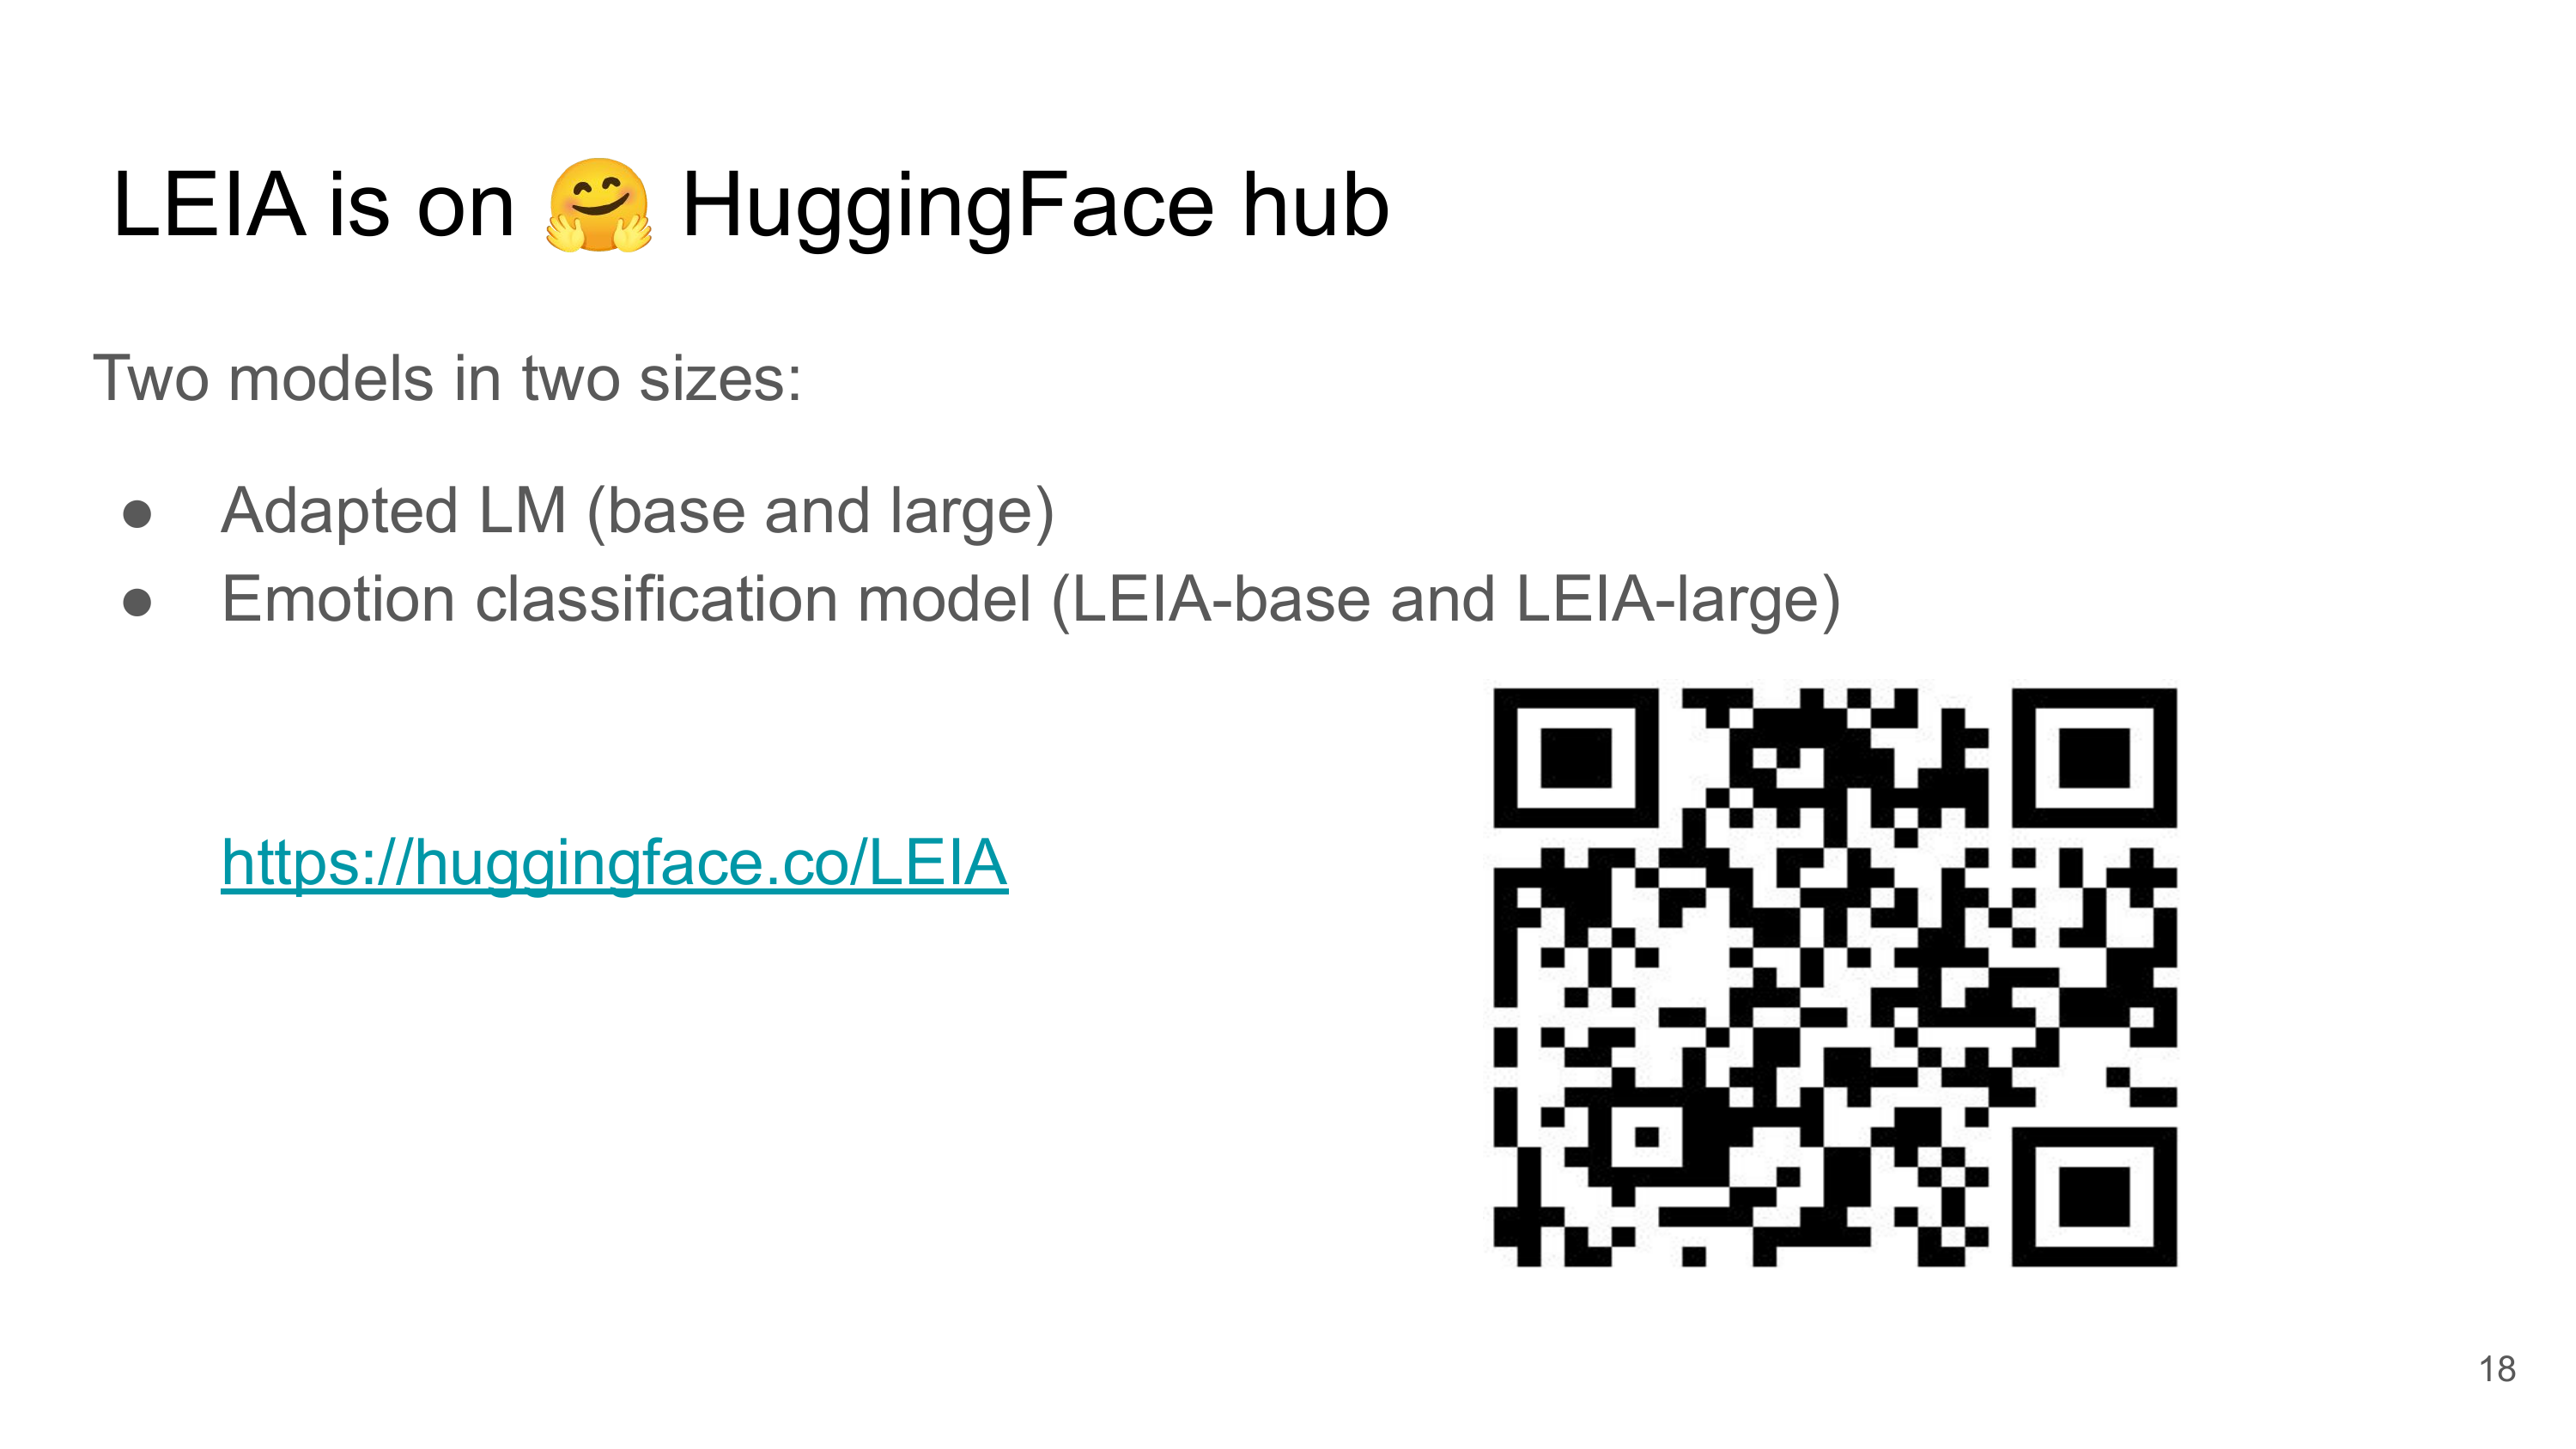 LEIA is on 🤗 HuggingFace hub
Two models in two sizes:
● Adapted LM (base and large)
● Emotion classification model (LEIA-base and LEIA-large)
https://huggingface.co/LEIA
18